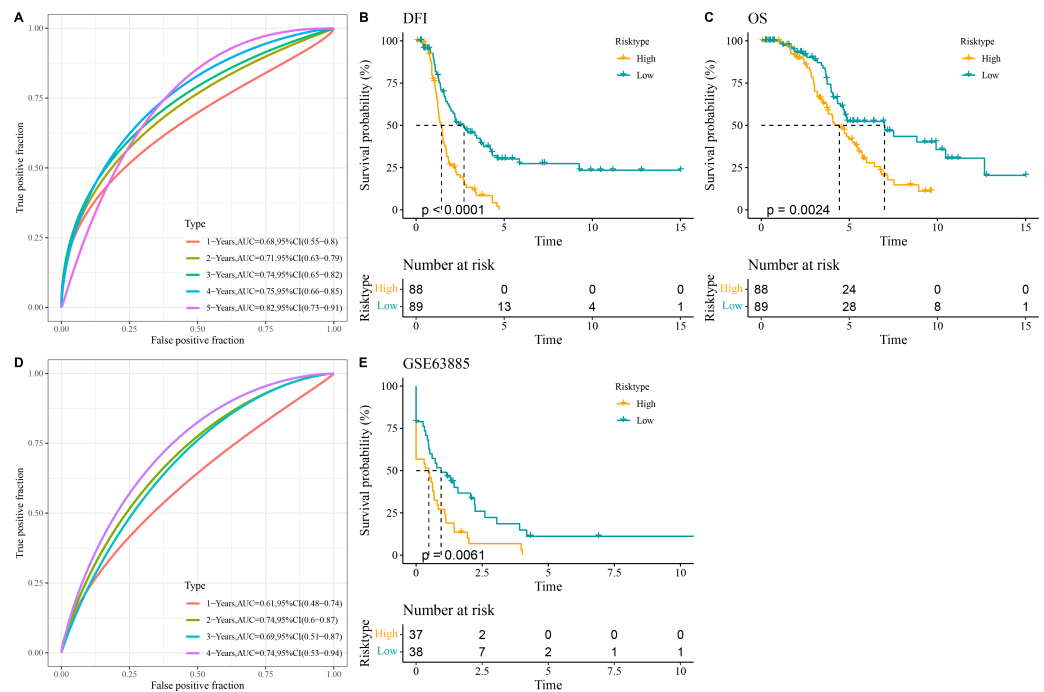 A
True positive fraction
1.00
0.75
0.50
0.25
0.00
Type
1−Years,AUC=0.68,95%CI(0.55−0.8)
2−Years,AUC=0.71,95%CI(0.63−0.79)
3−Years,AUC=0.74,95%CI(0.65−0.82)
4−Years,AUC=0.75,95%CI(0.66−0.85)
5−Years,AUC=0.82,95%CI(0.73−0.91)
0.00 0.25 0.50 0.75 1.00
False positive fraction
B
DFI
Survival probability (%)
100
75
50
25
0
Risktype
High
Low
p < 0.0001
0 5 10 15
Time
Number at risk
Risktype
High 88 0 0 0
Low 89 13 4 1
0 5 10 15
Time
C
OS
Survival probability (%)
100
75
50
25
0
Risktype
High
Low
p = 0.0024
0 5 10 15
Time
Number at risk
Risktype
High 88 24 0 0
Low 89 28 8 1
0 5 10 15
Time
D
True positive fraction
1.00
0.75
0.50
0.25
0.00
Type
1−Years,AUC=0.61,95%CI(0.48−0.74)
2−Years,AUC=0.74,95%CI(0.6−0.87)
3−Years,AUC=0.69,95%CI(0.51−0.87)
4−Years,AUC=0.74,95%CI(0.53−0.94)
0.00 0.25 0.50 0.75 1.00
False positive fraction
E
GSE63885
Survival probability (%)
100
75
50
25
0
Risktype
High
Low
p = 0.0061
0 2.5 5 7.5 10
Time
Number at risk
Risktype
High 37 2 0 0 0
Low 38 7 2 1 1
0 2.5 5 7.5 10
Time